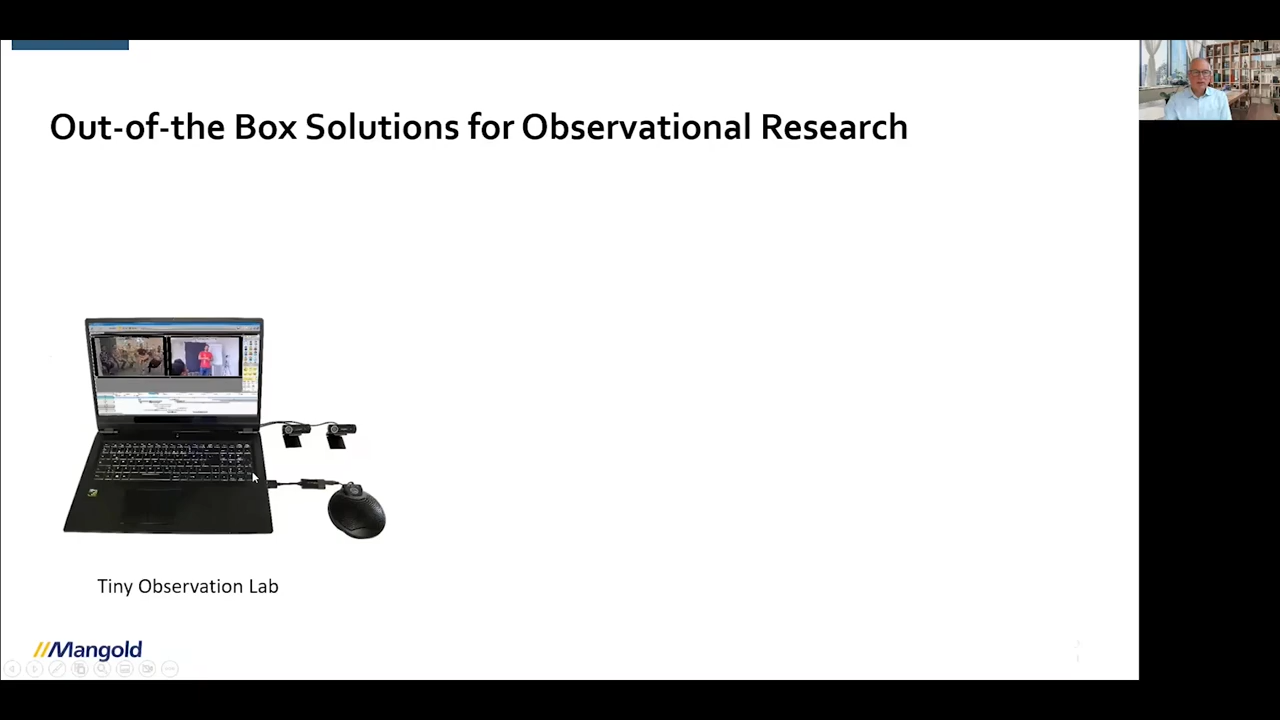 Out-of-the Box Solutions for Observational Research
Tiny Observation Lab
//Mangold